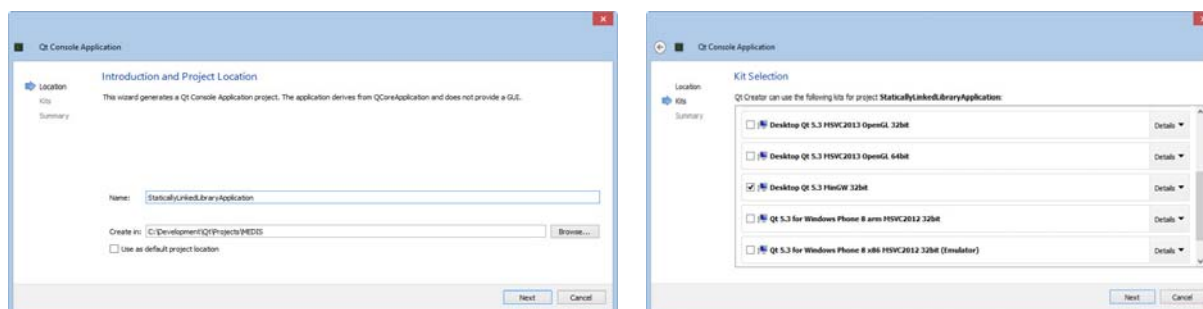 Qt Console Application
Location
Kits
Summary
Introduction and Project Location
This wizard generates a Qt Console Application project. The application derives from QCoreApplication and does not provide a GUI.
Name: StaticallyLinkedLibraryApplication
Create in: C:\Development\Qt\Projects\MEDIS
Browse...
Use as default project location
Next
Cancel
Qt Console Application
Location
Kits
Summary
Kit Selection
Qt Creator can use the following kits for project StaticallyLinkedLibraryApplication:
Desktop Qt 5.3 MSVC2013 OpenGL 32bit Details
Desktop Qt 5.3 MSVC2013 OpenGL 64bit Details
Desktop Qt 5.3 MinGW 32bit Details
Qt 5.3 for Windows Phone 8 arm MSVC2012 32bit Details
Qt 5.3 for Windows Phone 8 x86 MSVC2012 32bit (Emulator) Details
Next
Cancel